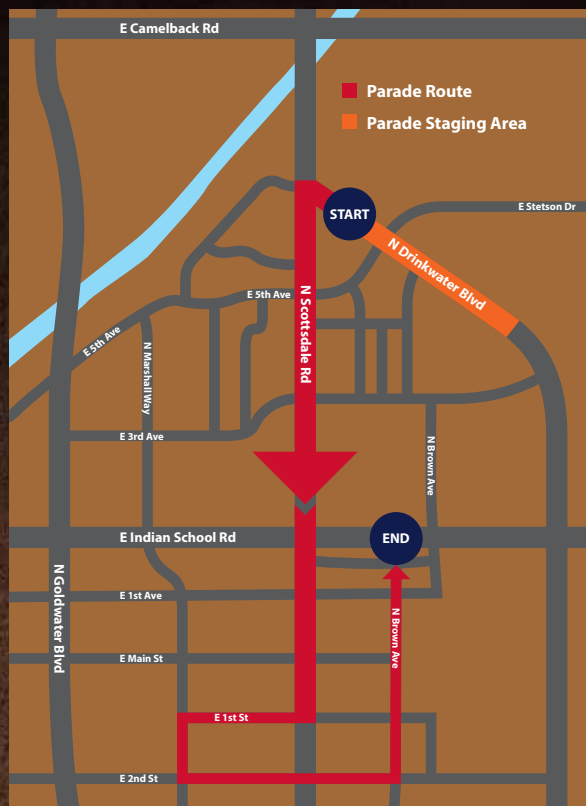 E Camelback Rd
Parade Route
Parade Staging Area
START
E Stetson Dr
N Drinkwater Blvd
E 5th Ave
N Scottsdale Rd
E 5th Ave
N Marshall Way
E 3rd Ave
N Brown Ave
E Indian School Rd
END
N Goldwater Blvd
E 1st Ave
N Brown Ave
E Main St
E 1st St
E 2nd St